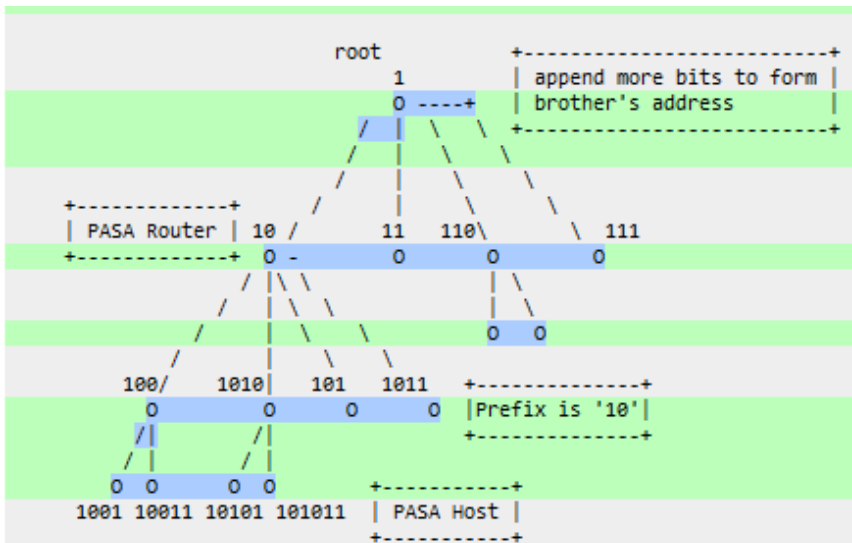 root                    +---------------------------+
1         | append more bits to form |
O ----+   | brother's address        |
/  |  \  \  +---------------------------+
/   |   \   \
/    |    \    \
+-------------+      /      |     \     \
| PASA Router | 10 /       11   110\      \  111
+-------------+  O -        O       O        O
/ |\ \               | \
/   | \  \              |  \
/     |  \   \            O   O
/      |    \   \
100/    1010|   101   1011   +--------------+
O         O      O      O  |Prefix is '10'|
/|        /|                +--------------+
/ |       / |
O  O      O  O        +-----------+
1001 10011 10101 101011  | PASA Host |
+-----------+